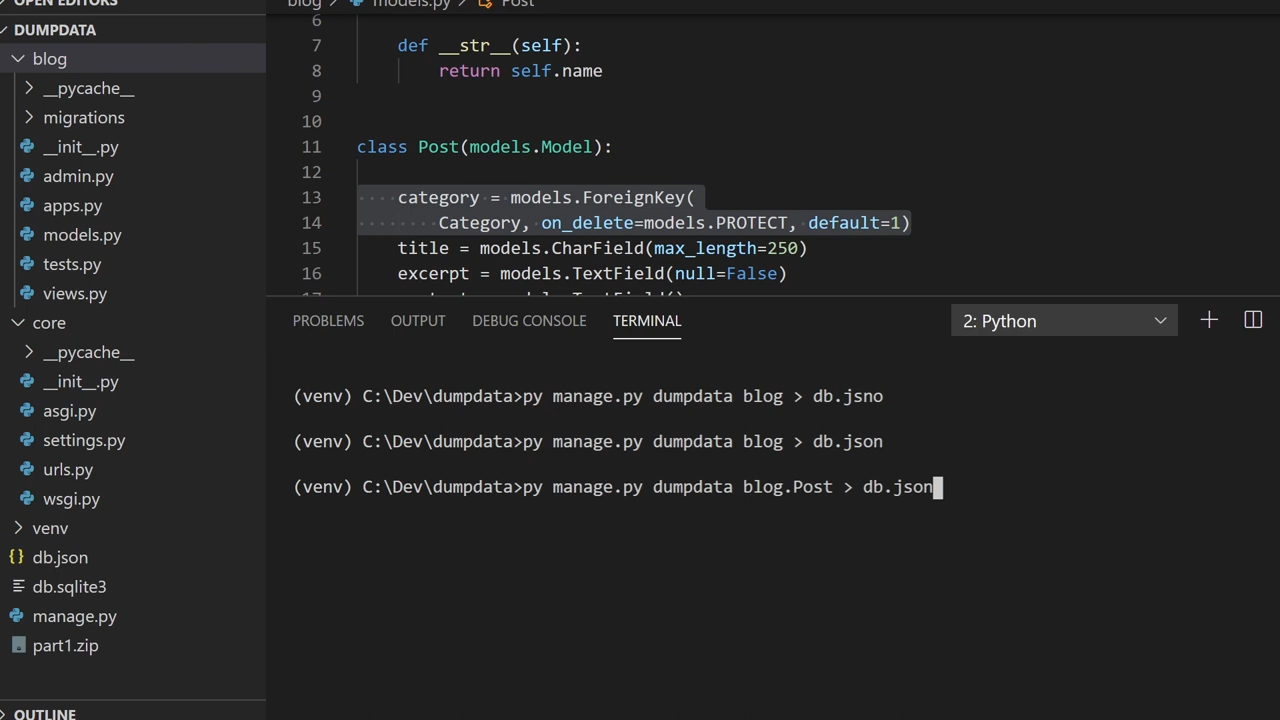 OPEN EDITORS
DUMPDATA
blog
__pycache__
migrations
__init__.py
admin.py
apps.py
models.py
tests.py
views.py
core
__pycache__
__init__.py
asgi.py
settings.py
urls.py
wsgi.py
venv
db.json
db.sqlite3
manage.py
part1.zip
OUTLINE
blog > models.py > Post
6
7 def __str__(self):
8 return self.name
9
10
11 class Post(models.Model):
12
13 category = models.ForeignKey(
14 Category, on_delete=models.PROTECT, default=1)
15 title = models.CharField(max_length=250)
16 excerpt = models.TextField(null=False)
PROBLEMS OUTPUT DEBUG CONSOLE TERMINAL 2: Python
(venv) C:\Dev\dumpdata>py manage.py dumpdata blog > db.jsno
(venv) C:\Dev\dumpdata>py manage.py dumpdata blog > db.json
(venv) C:\Dev\dumpdata>py manage.py dumpdata blog.Post > db.json